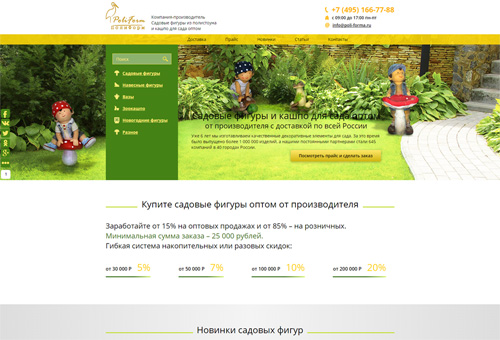 PoliForm
ПОЛИФОРМ
Компания-производитель
Садовые фигуры из полистоуна
и кашпо для сада оптом
+7 (495) 166-77-88
с 09:00 до 17:00 пн-пт
info@poli-forma.ru
Доставка Прайс Новинки Статьи Контакты
Поиск
Садовые фигуры
Навесные фигуры
Вазы
Экокашпо
Новогодние фигуры
Разное
Садовые фигуры и кашпо для сада оптом
от производителя с доставкой по всей России
Уже 6 лет мы изготавливаем качественные декоративные элементы для сада. За это время
было выпущено более 1 000 000 изделий, а нашими постоянными партнерами стали 645
компаний в 40 городах России.
Посмотреть прайс и сделать заказ
1
Купите садовые фигуры оптом от производителя
Заработайте от 15% на оптовых продажах и от 85% – на розничных.
Минимальная сумма заказа – 25 000 рублей.
Гибкая система накопительных или разовых скидок:
от 30 000 Р 5% от 50 000 Р 7% от 100 000 Р 10% от 200 000 Р 20%
Новинки садовых фигур